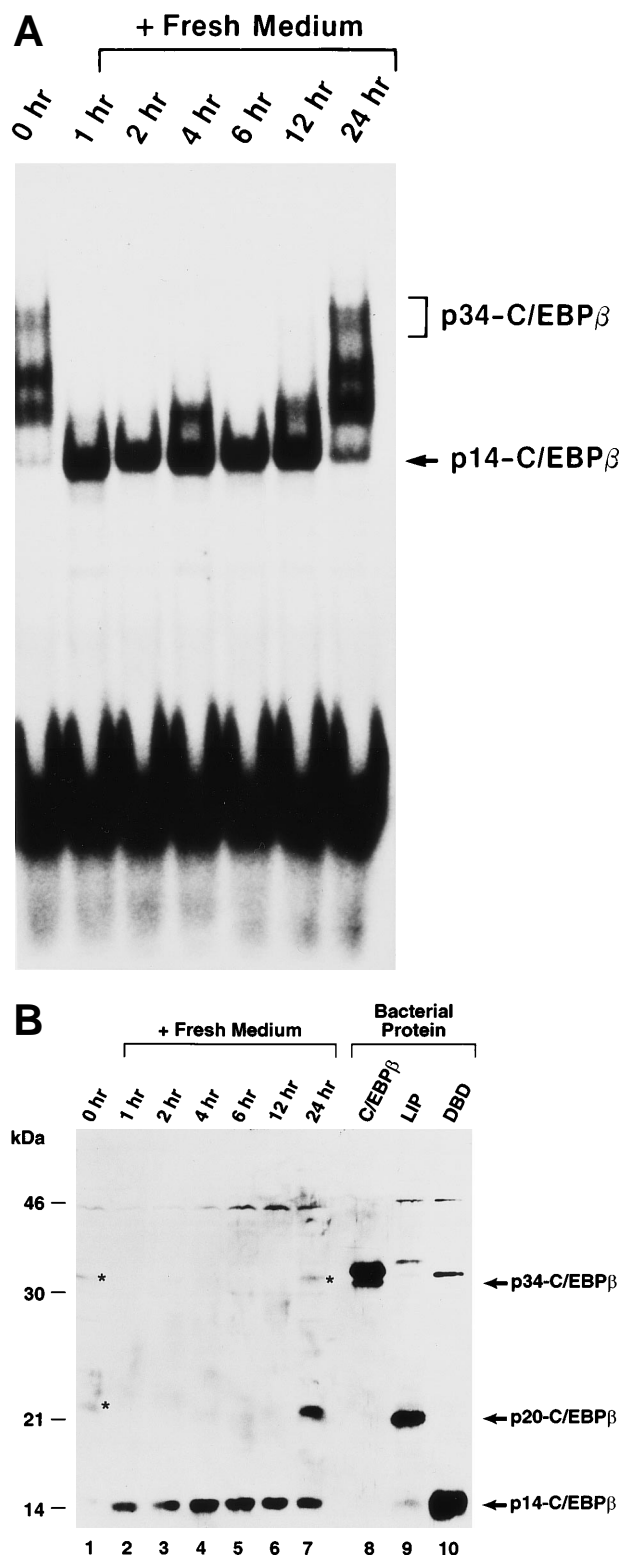 A
+ Fresh Medium
0 hr 1 hr 2 hr 4 hr 6 hr 12 hr 24 hr
p34-C/EBPβ
p14-C/EBPβ
B
+ Fresh Medium
Bacterial
Protein
0 hr 1 hr 2 hr 4 hr 6 hr 12 hr 24 hr C/EBPβ LIP DBD
kDa
46
* * p34-C/EBPβ
30
*
21 p20-C/EBPβ
14 p14-C/EBPβ
1 2 3 4 5 6 7 8 9 10